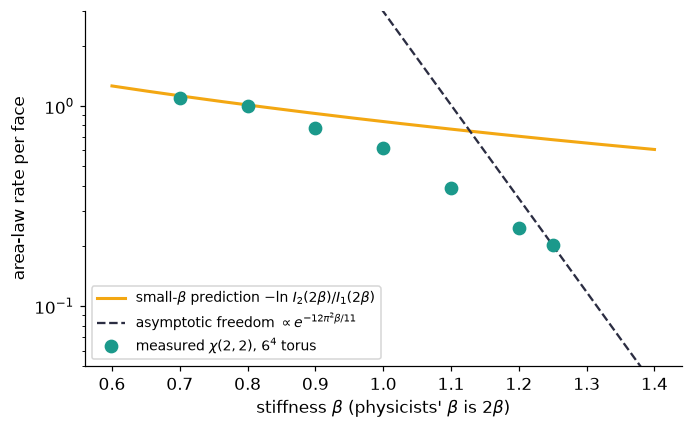 10⁰
10⁻¹
area-law rate per face
small-β prediction −ln I₂(2β)/I₁(2β)
asymptotic freedom ∝ e^{−12π²β/11}
measured χ(2, 2), 6⁴ torus
0.6 0.7 0.8 0.9 1.0 1.1 1.2 1.3 1.4
stiffness β (physicists' β is 2β)